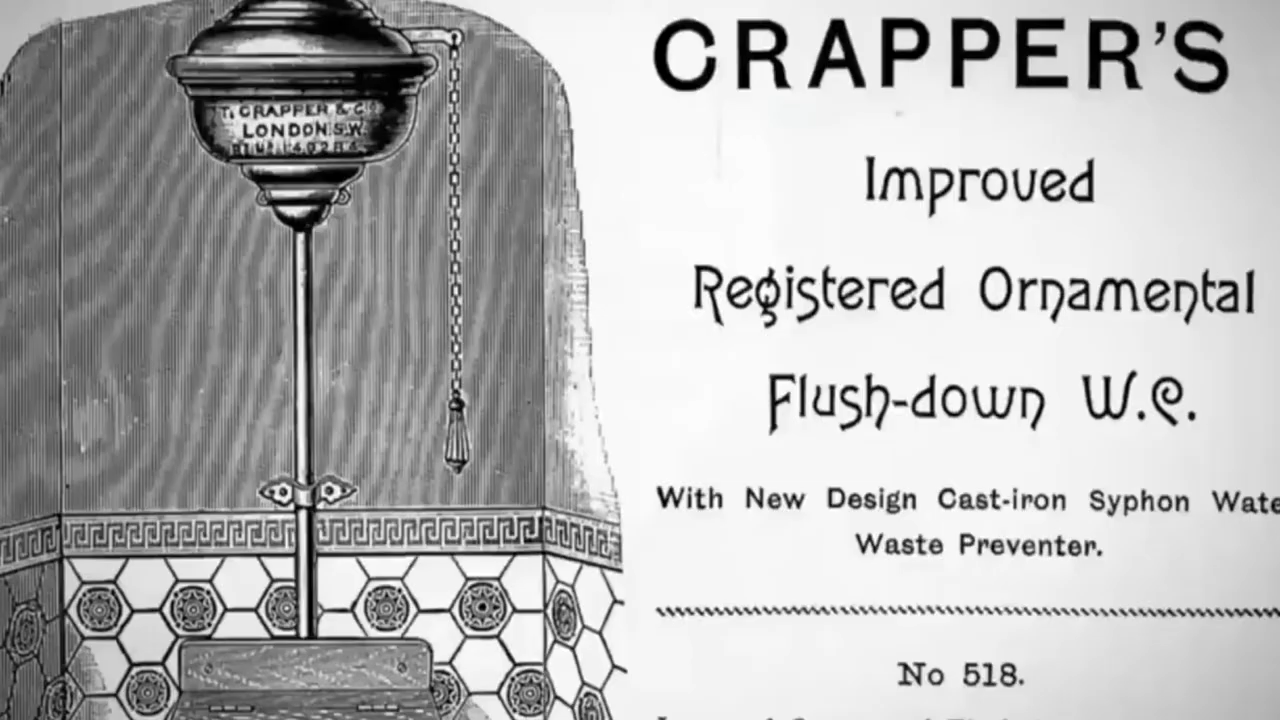 T. CRAPPER & Co
LONDON S.W.
CRAPPER'S
Improved
Registered Ornamental
Flush-down W.C.
With New Design Cast-iron Syphon Wate
Waste Preventer.
No 518.